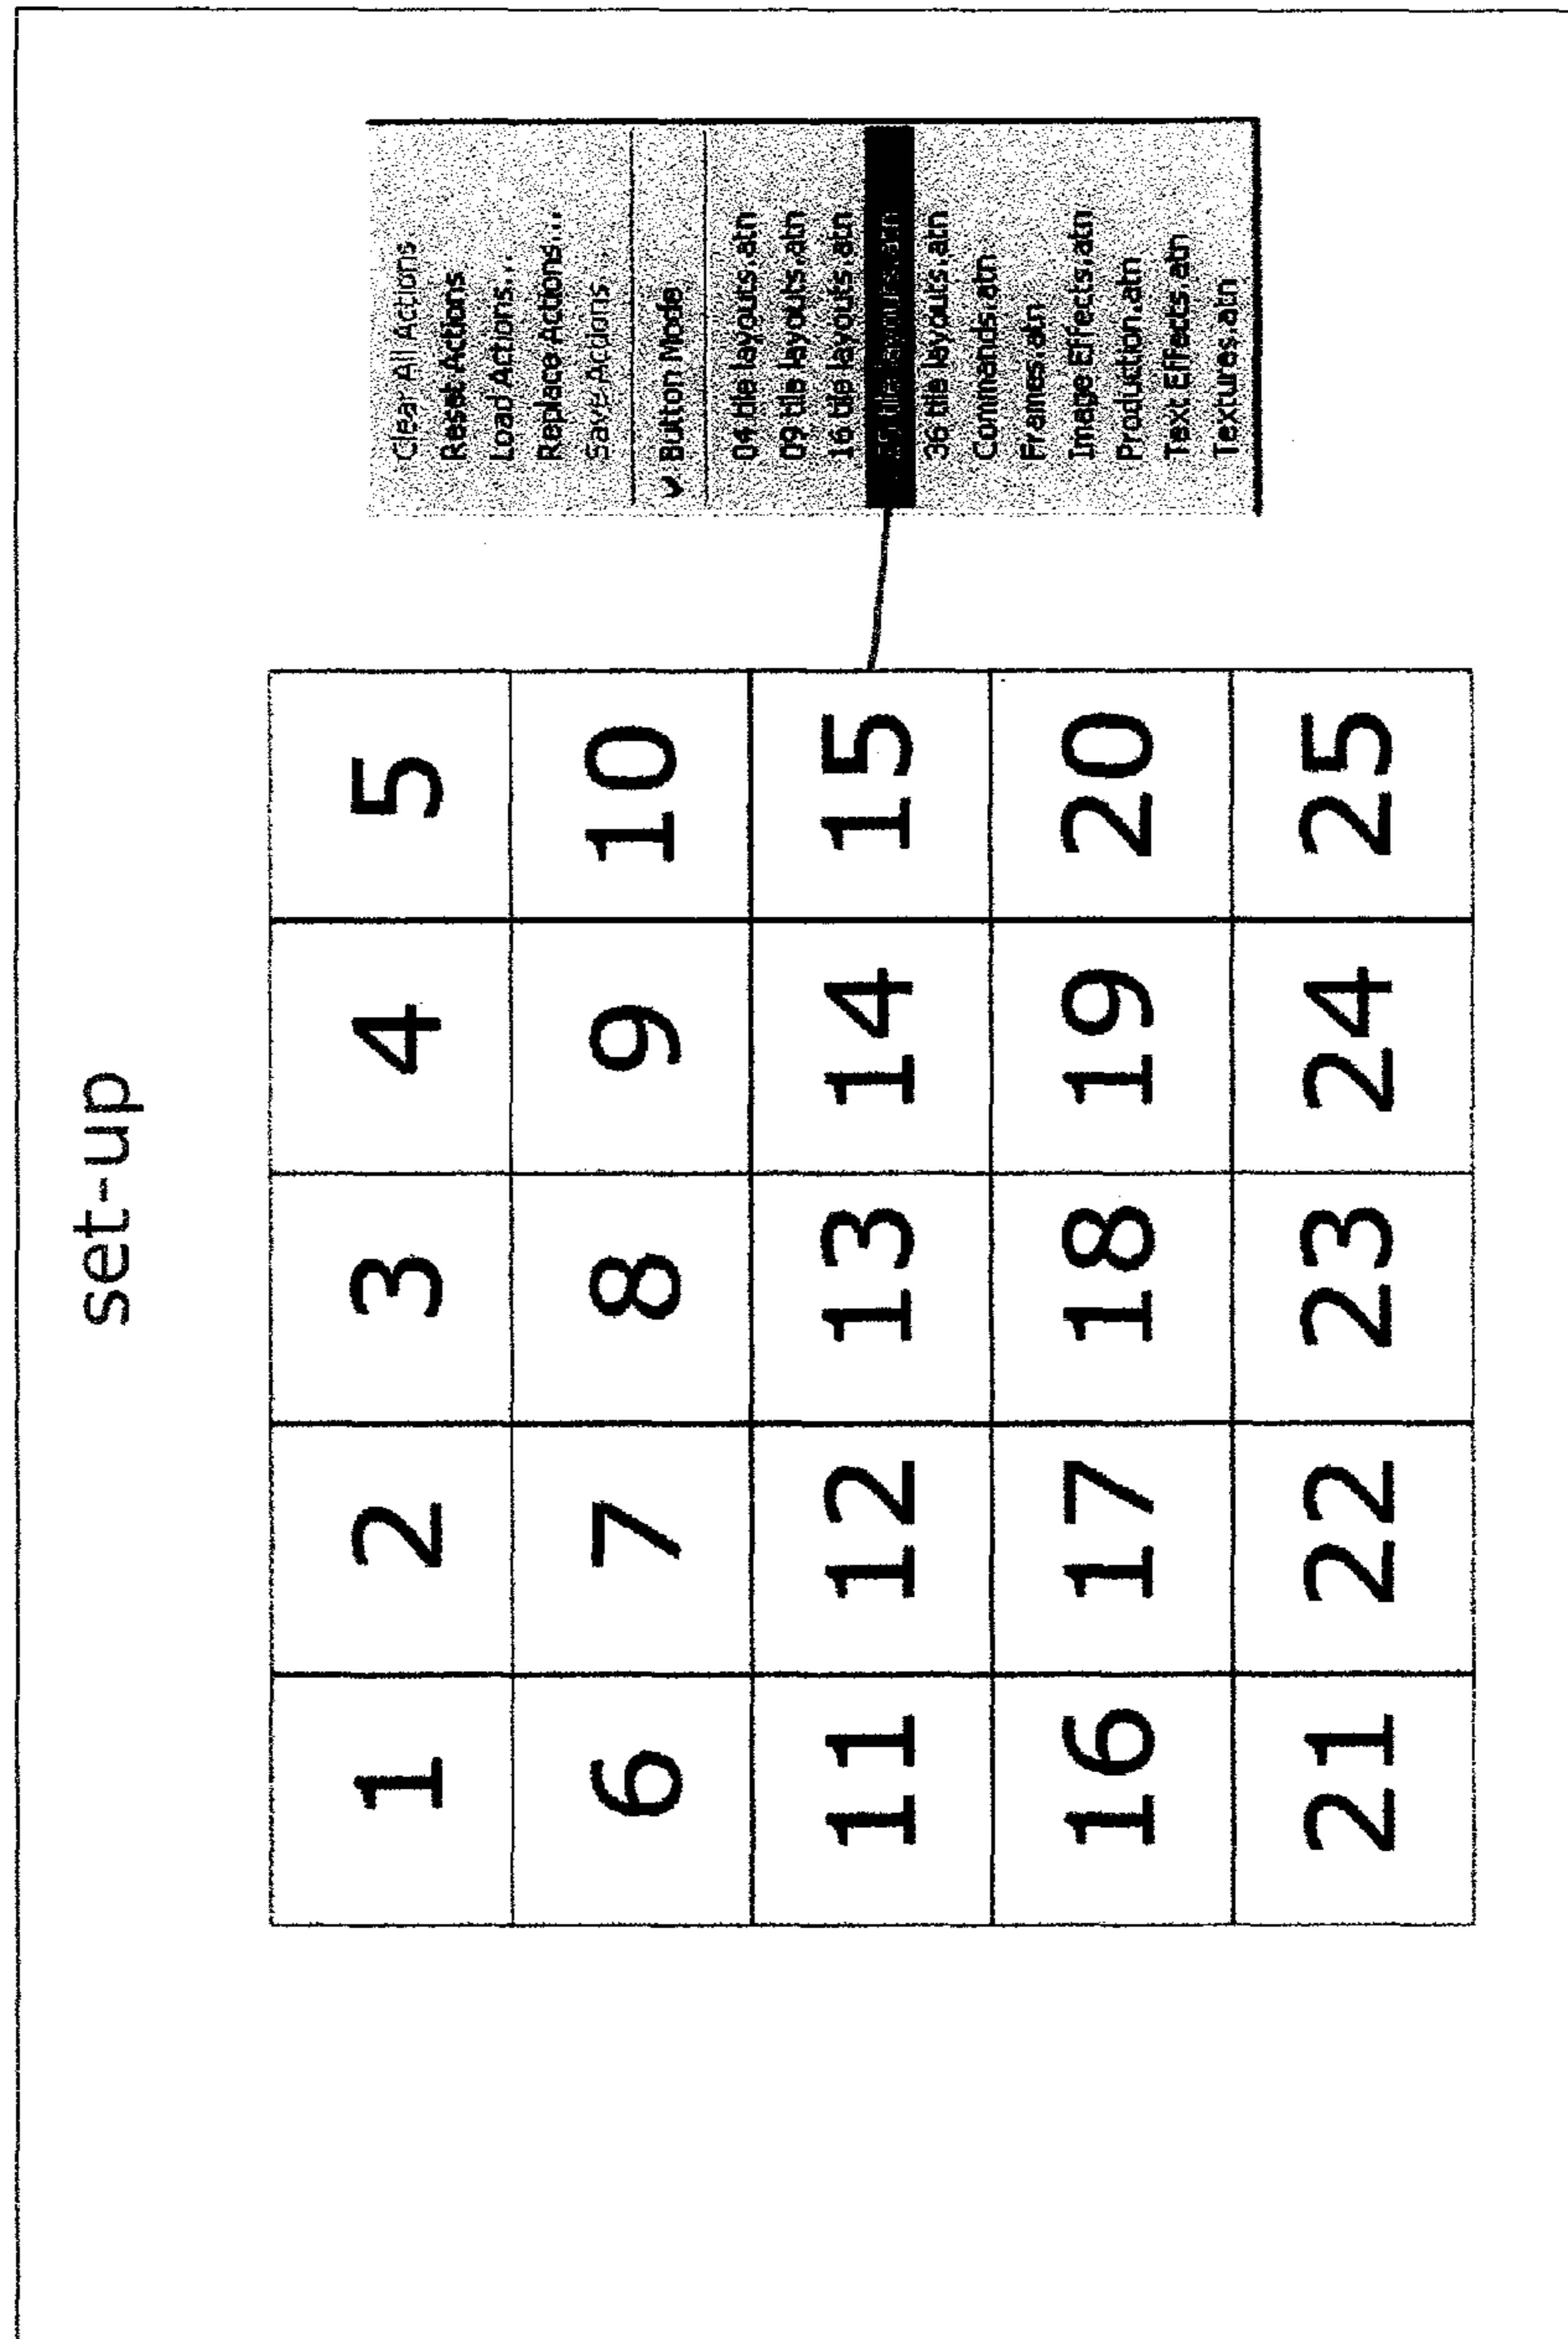 set-up
1 2 3 4 5
6 7 8 9 10
11 12 13 14 15
16 17 18 19 20
21 22 23 24 25
Clear All Actions
Reset Actions
Load Actions...
Replace Actions...
Save Actions...
Button Mode
04 tile layouts.atn
09 tile layouts.atn
16 tile layouts.atn
tile layouts.atn
36 tile layouts.atn
Commands.atn
Frames.atn
Image Effects.atn
Production.atn
Text Effects.atn
Textures.atn